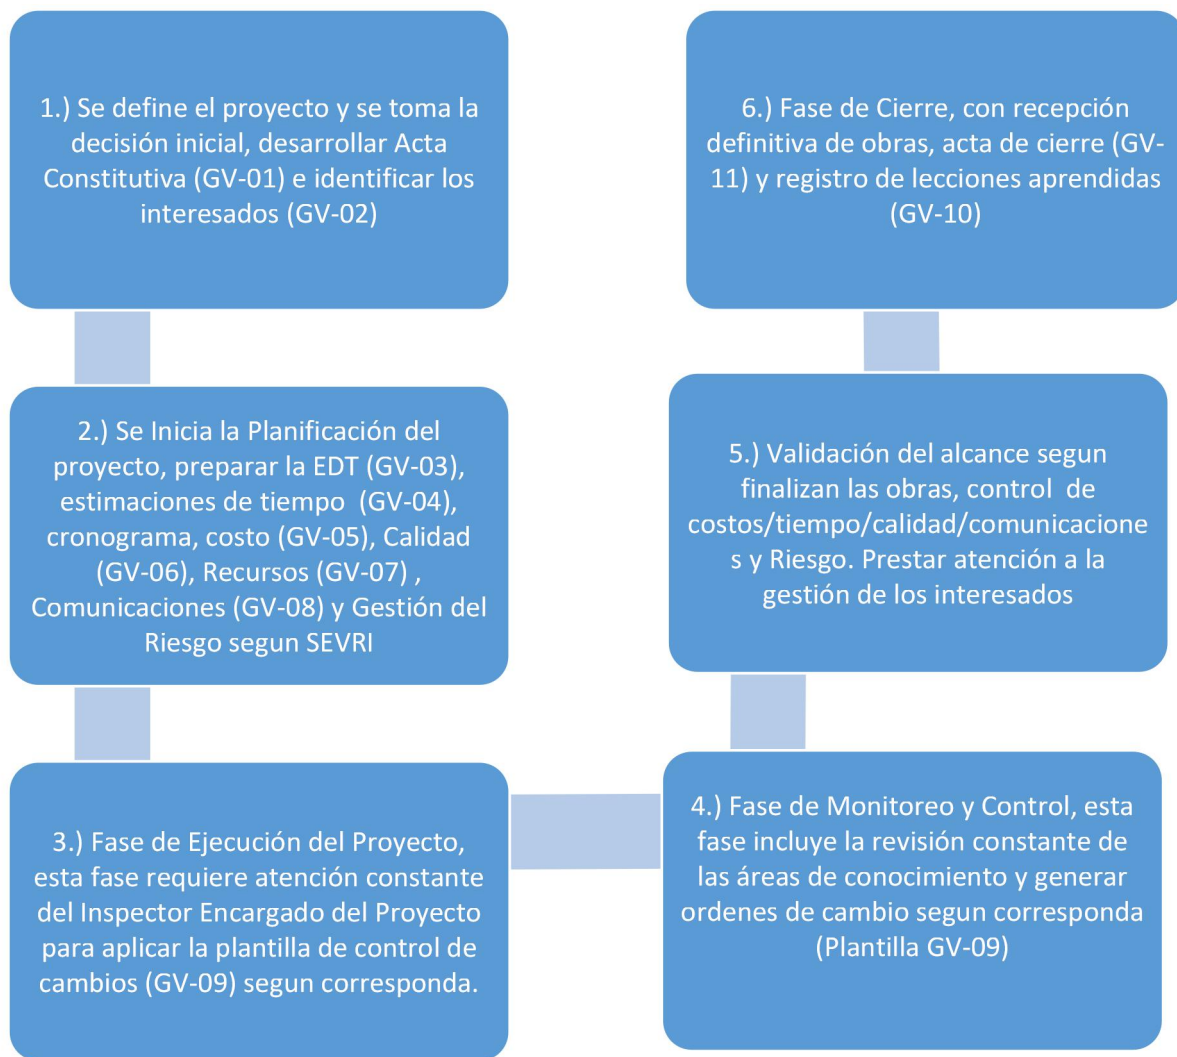 1.) Se define el proyecto y se toma la
decisión inicial, desarrollar Acta
Constitutiva (GV-01) e identificar los
interesados (GV-02)
2.) Se Inicia la Planificación del
proyecto, preparar la EDT (GV-03),
estimaciones de tiempo  (GV-04),
cronograma, costo (GV-05), Calidad
(GV-06), Recursos (GV-07) ,
Comunicaciones (GV-08) y Gestión del
Riesgo segun SEVRI
3.) Fase de Ejecución del Proyecto,
esta fase requiere atención constante
del Inspector Encargado del Proyecto
para aplicar la plantilla de control de
cambios (GV-09) segun corresponda.
4.) Fase de Monitoreo y Control, esta
fase incluye la revisión constante de
las áreas de conocimiento y generar
ordenes de cambio segun corresponda
(Plantilla GV-09)
5.) Validación del alcance segun
finalizan las obras, control  de
costos/tiempo/calidad/comunicacione
s y Riesgo. Prestar atención a la
gestión de los interesados
6.) Fase de Cierre, con recepción
definitiva de obras, acta de cierre (GV-
11) y registro de lecciones aprendidas
(GV-10)